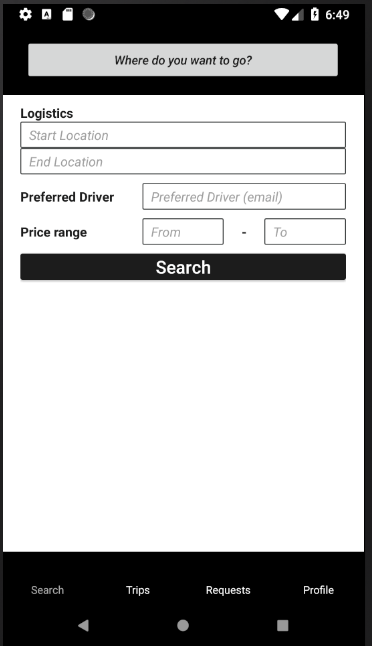 6:49
Where do you want to go?
Logistics
Start Location
End Location
Preferred Driver Preferred Driver (email)
Price range From - To
Search
Search Trips Requests Profile